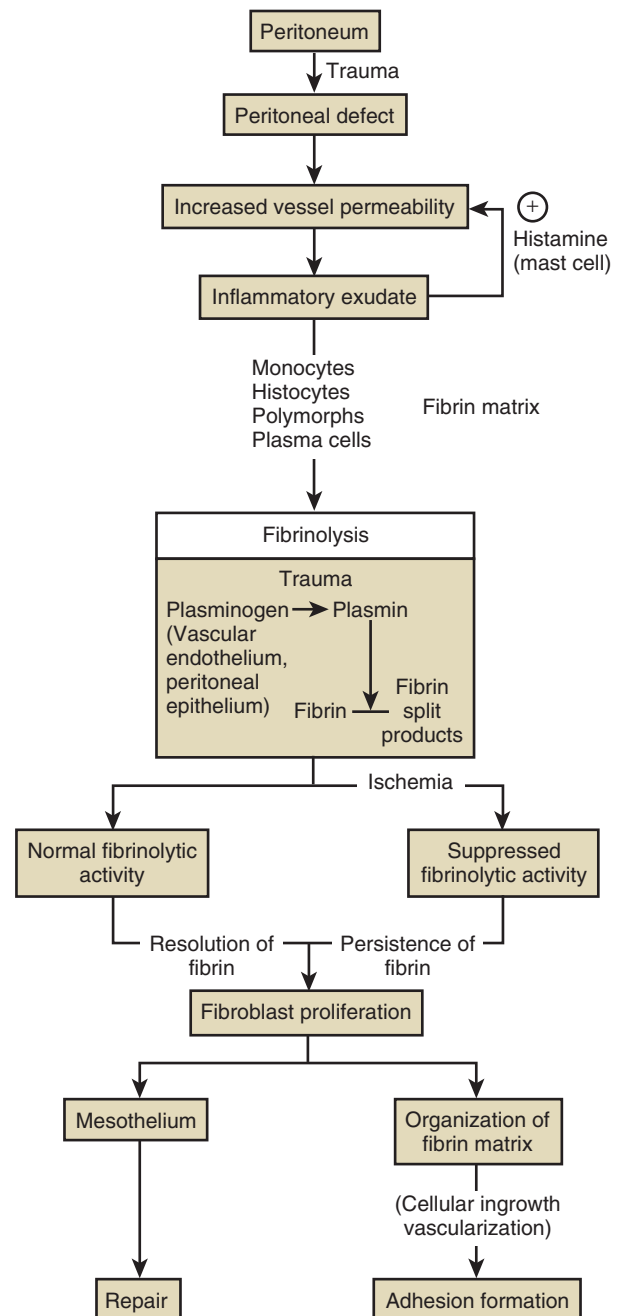 Peritoneum
Trauma
Peritoneal defect
Increased vessel permeability
+
Histamine
(mast cell)
Inflammatory exudate
Monocytes
Histocytes
Polymorphs
Plasma cells
Fibrin matrix
Fibrinolysis
Trauma
Plasminogen Plasmin
(Vascular
endothelium,
peritoneal
epithelium)
Fibrin
Fibrin
split
products
Ischemia
Normal fibrinolytic
activity
Suppressed
fibrinolytic activity
Resolution of
fibrin
Persistence of
fibrin
Fibroblast proliferation
Mesothelium
Organization of
fibrin matrix
(Cellular ingrowth
vascularization)
Repair
Adhesion formation